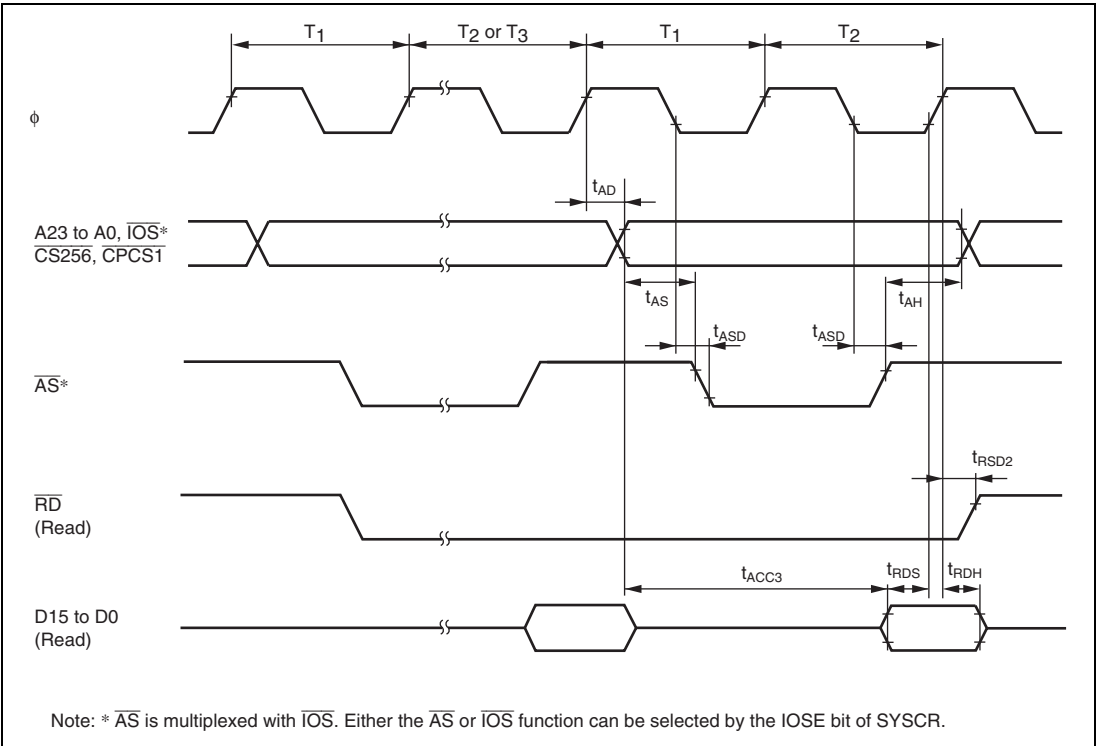 T1 T2 or T3 T1 T2
ϕ
tAD
A23 to A0, IOS*
CS256, CPCS1
tAS tAH
tASD tASD
AS*
tRSD2
RD
(Read)
tACC3 tRDS tRDH
D15 to D0
(Read)
Note: * AS is multiplexed with IOS. Either the AS or IOS function can be selected by the IOSE bit of SYSCR.